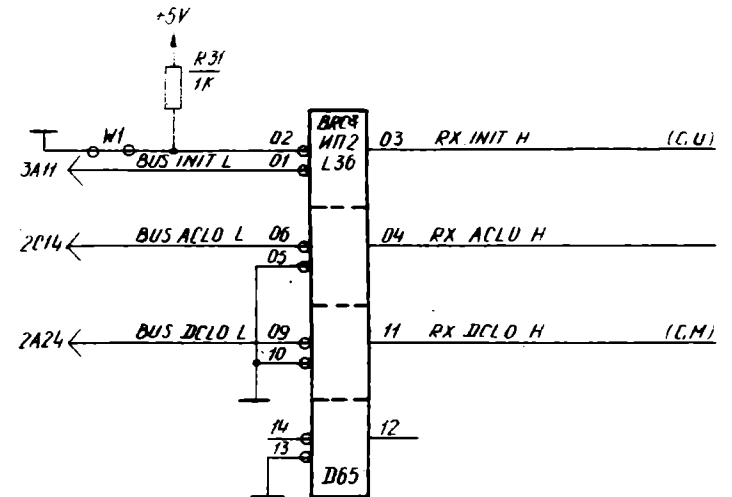 +5V
R31
1K
W1
02
BRC4
ИП2
L36
03 RX INIT H (C,U)
3A11 BUS INIT L 01
2C14 BUS ACLO L 06
04 RX ACLO H
05
2A24 BUS DCLO L 09
11 RX DCLO H (C,M)
10
14
12
13
D65